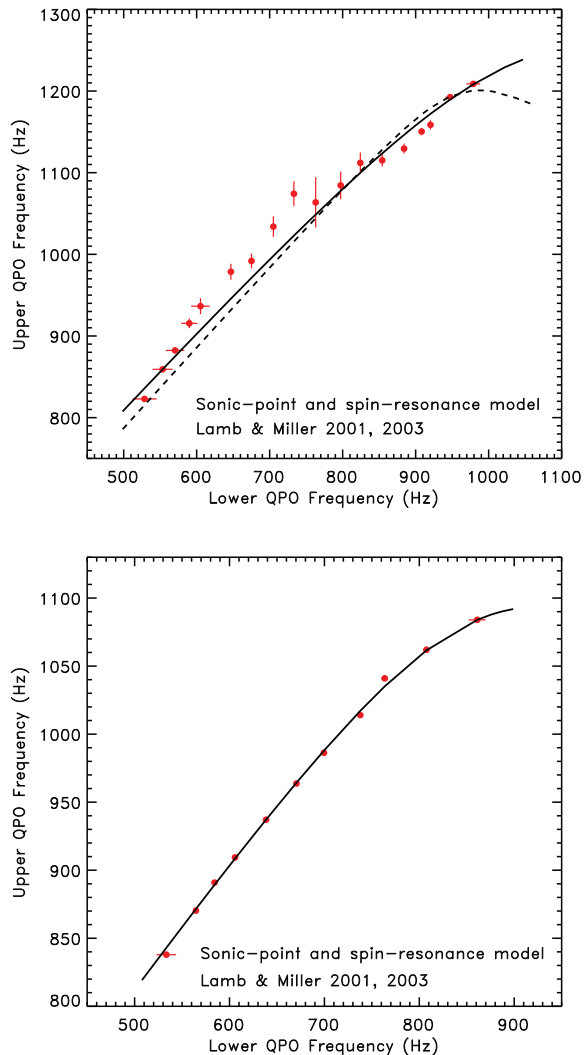 1300
1200
1100
1000
900
800
Upper QPO Frequency (Hz)
Sonic-point and spin-resonance model
Lamb & Miller 2001, 2003
500 600 700 800 900 1000 1100
Lower QPO Frequency (Hz)
1100
1050
1000
950
900
850
800
Upper QPO Frequency (Hz)
Sonic-point and spin-resonance model
Lamb & Miller 2001, 2003
500 600 700 800 900
Lower QPO Frequency (Hz)